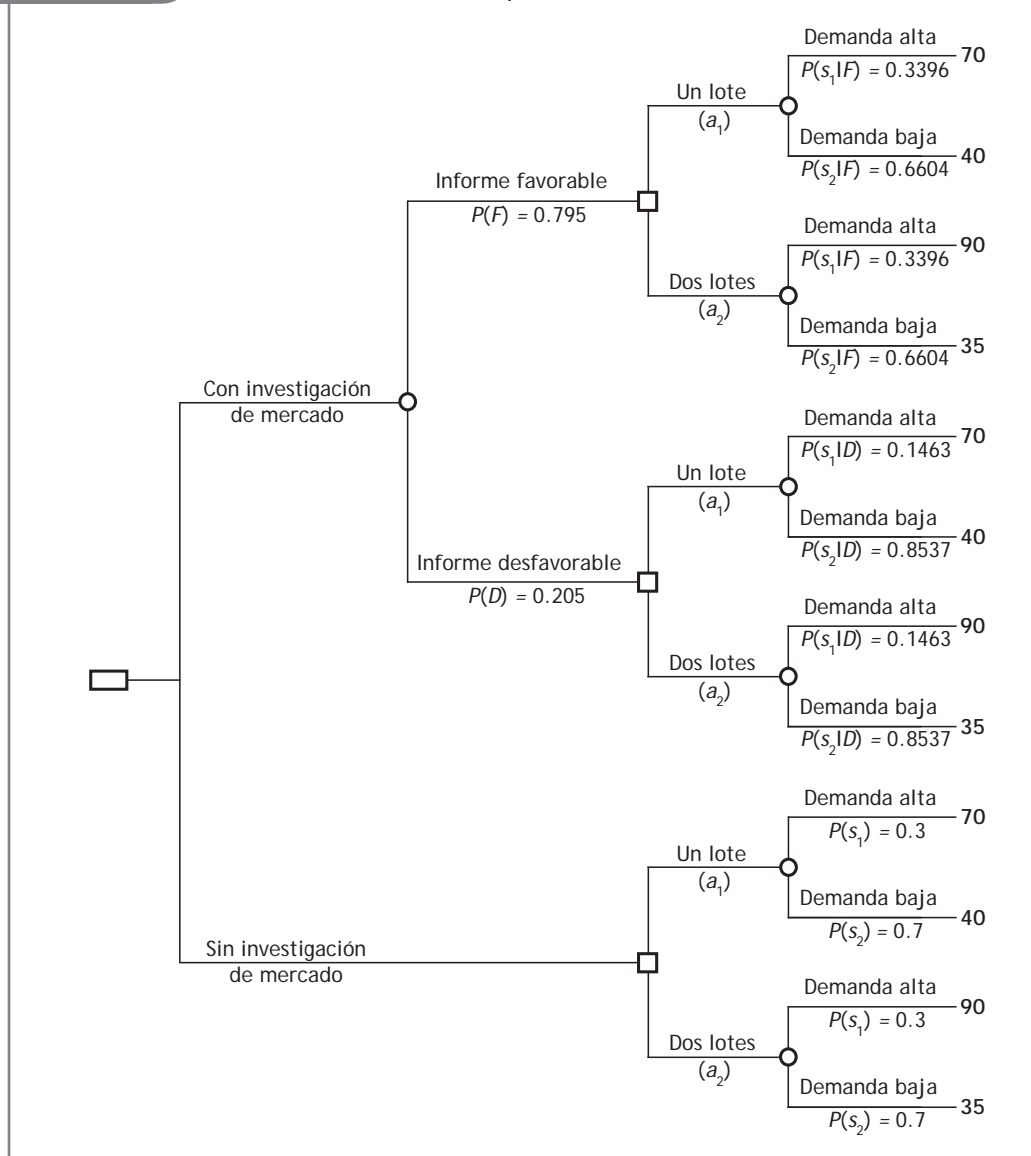 Demanda alta
70
P(s₁|F) = 0.3396
Un lote
(a₁)
Demanda baja
40
P(s₂|F) = 0.6604
Informe favorable
P(F) = 0.795
Demanda alta
90
P(s₁|F) = 0.3396
Dos lotes
(a₂)
Demanda baja
35
P(s₂|F) = 0.6604
Con investigación
de mercado
Demanda alta
70
P(s₁|D) = 0.1463
Un lote
(a₁)
Demanda baja
40
P(s₂|D) = 0.8537
Informe desfavorable
P(D) = 0.205
Demanda alta
90
P(s₁|D) = 0.1463
Dos lotes
(a₂)
Demanda baja
35
P(s₂|D) = 0.8537
Demanda alta
70
P(s₁) = 0.3
Un lote
(a₁)
Demanda baja
40
P(s₂) = 0.7
Sin investigación
de mercado
Demanda alta
90
P(s₁) = 0.3
Dos lotes
(a₂)
Demanda baja
35
P(s₂) = 0.7